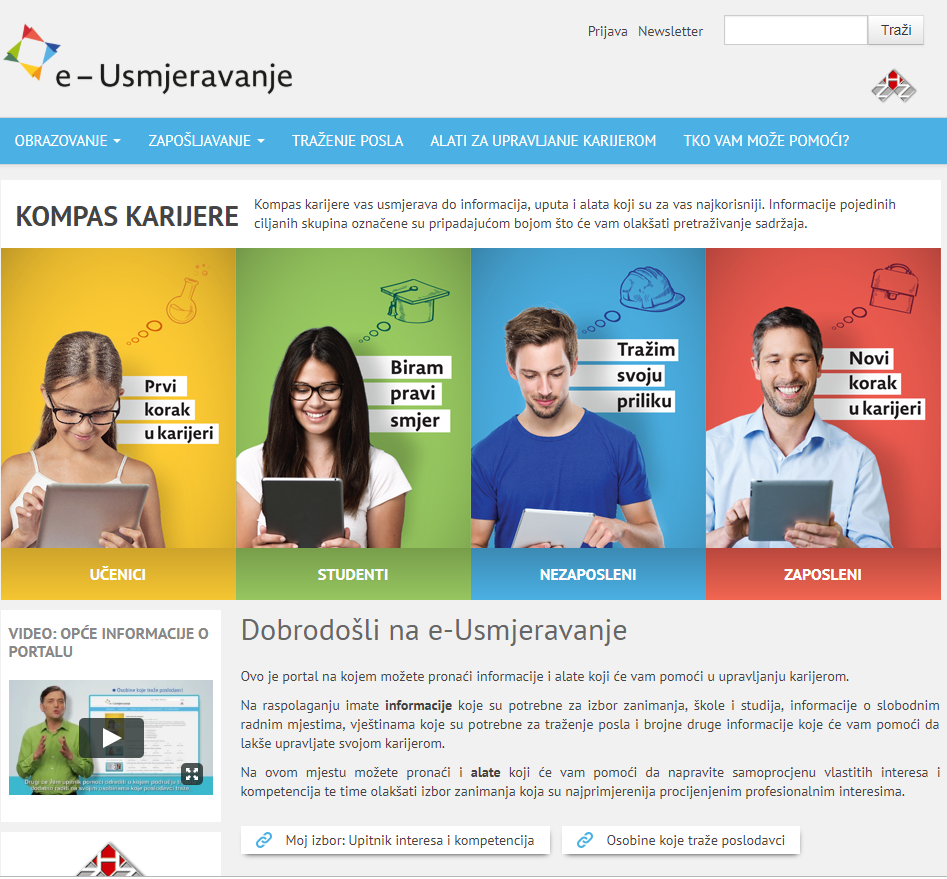 Prijava Newsletter
Traži
e – Usmjeravanje
OBRAZOVANJE ZAPOŠLJAVANJE TRAŽENJE POSLA ALATI ZA UPRAVLJANJE KARIJEROM TKO VAM MOŽE POMOĆI?
KOMPAS KARIJERE
Kompas karijere vas usmjerava do informacija, uputa i alata koji su za vas najkorisniji. Informacije pojedinih
ciljanih skupina označene su pripadajućom bojom što će vam olakšati pretraživanje sadržaja.
Prvi
korak
u karijeri
UČENICI
Biram
pravi
smjer
STUDENTI
Tražim
svoju
priliku
NEZAPOSLENI
Novi
korak
u karijeri
ZAPOSLENI
VIDEO: OPĆE INFORMACIJE O
PORTALU
Dobrodošli na e-Usmjeravanje
Ovo je portal na kojem možete pronaći informacije i alate koji će vam pomoći u upravljanju karijerom.
Na raspolaganju imate informacije koje su potrebne za izbor zanimanja, škole i studija, informacije o slobodnim
radnim mjestima, vještinama koje su potrebne za traženje posla i brojne druge informacije koje će vam pomoći da
lakše upravljate svojom karijerom.
Na ovom mjestu možete pronaći i alate koji će vam pomoći da napravite samoprocjenu vlastitih interesa i
kompetencija te time olakšati izbor zanimanja koja su najprimjerenija procijenjenim profesionalnim interesima.
Moj izbor: Upitnik interesa i kompetencija
Osobine koje traže poslodavci